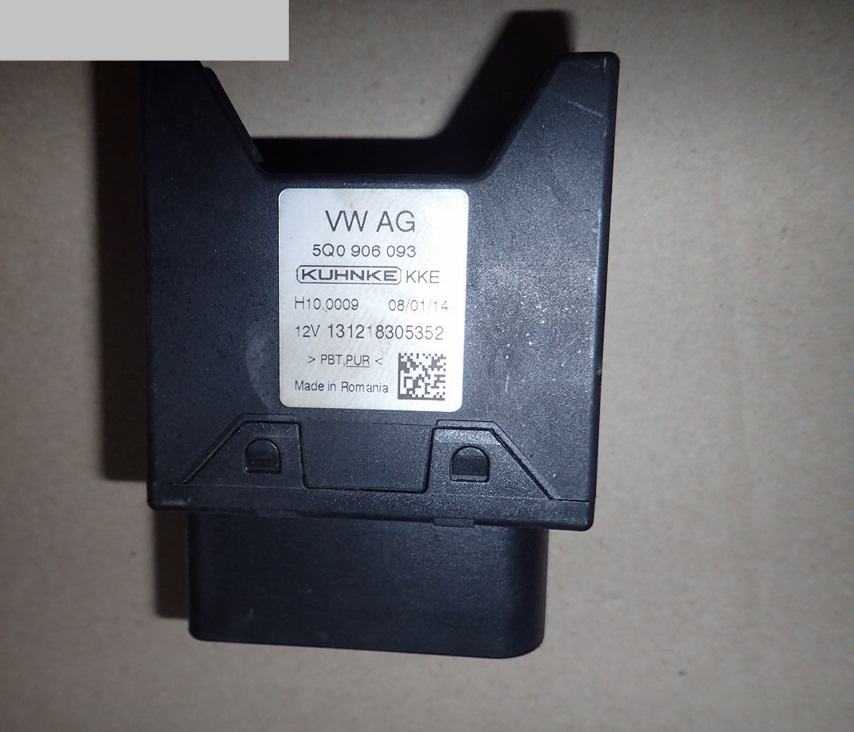 VW AG
5Q0 906 093
KUHNKE KKE
H10.0009 08/01/14
12V 131218305352
> PBT,PUR <
Made in Romania